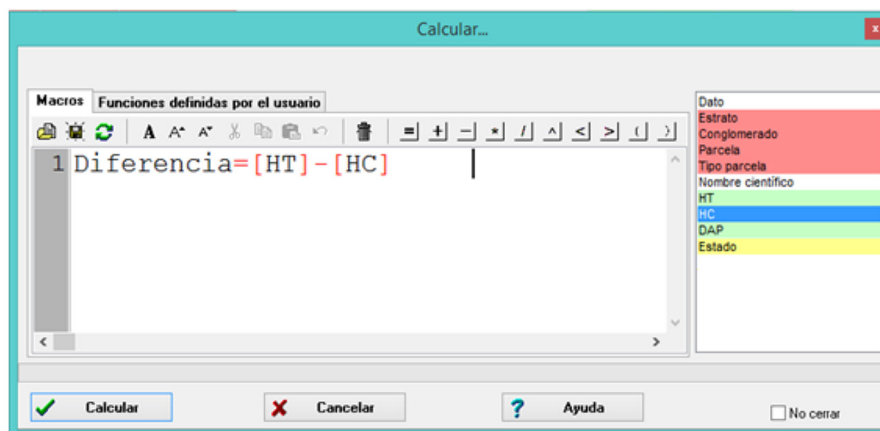 Calcular...
x
Macros Funciones definidas por el usuario
A A A = + - * / ^ < > ( )
1 Diferencia=[HT]-[HC]
Dato
Estrato
Conglomerado
Parcela
Tipo parcela
Nombre científico
HT
HC
DAP
Estado
Calcular
Cancelar
? Ayuda
No cerrar